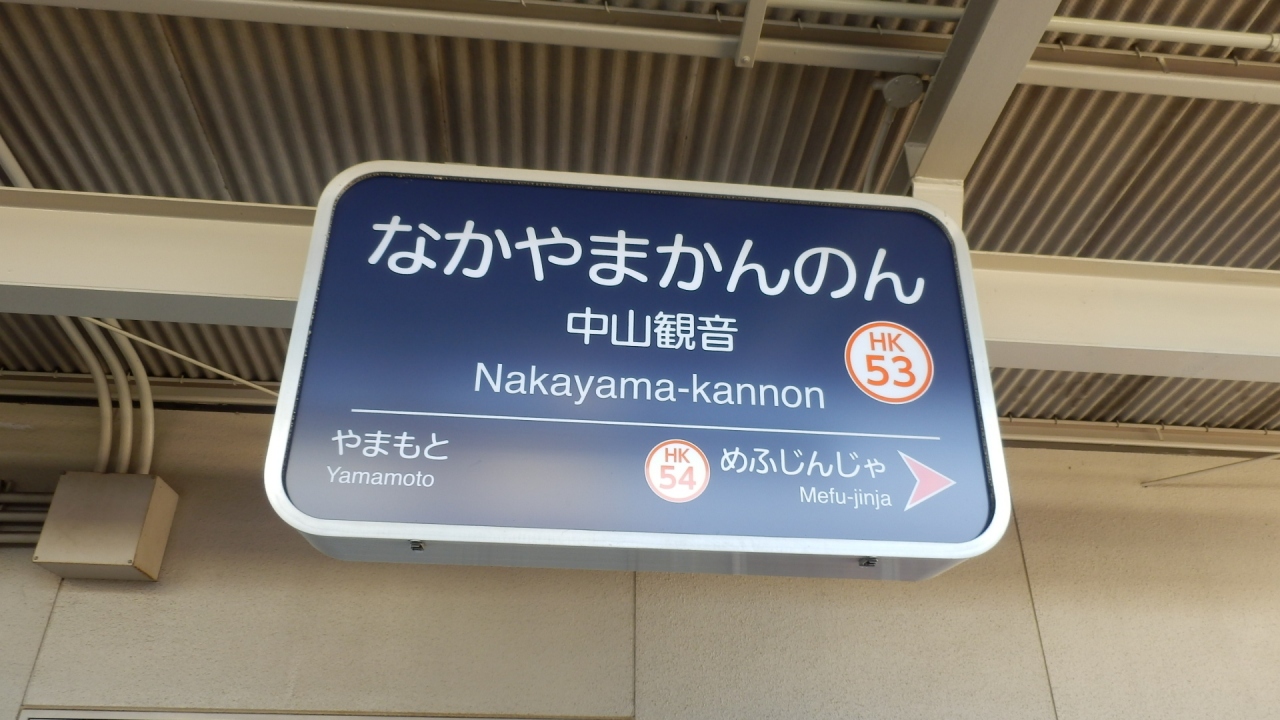 なかやまかんのん
中山観音
Nakayama-kannon
HK
53
やまもと
Yamamoto
HK
54
めふじんじゃ
Mefu-jinja